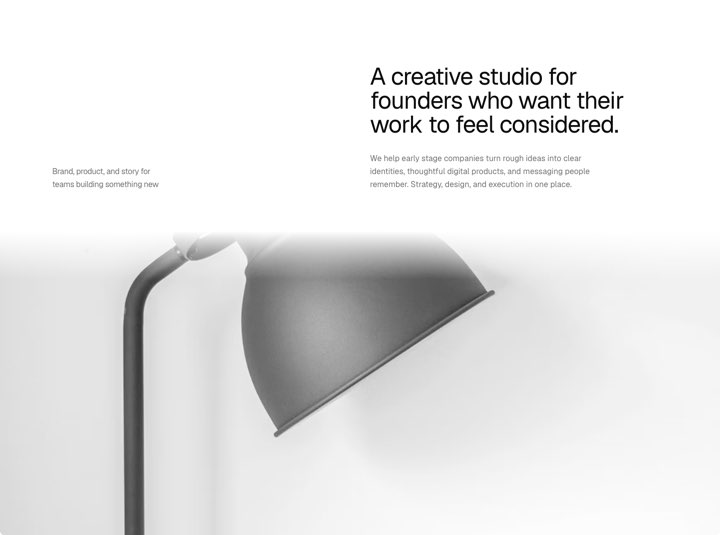 A creative studio for
founders who want their
work to feel considered.
Brand, product, and story for
teams building something new
We help early stage companies turn rough ideas into clear
identities, thoughtful digital products, and messaging people
remember. Strategy, design, and execution in one place.